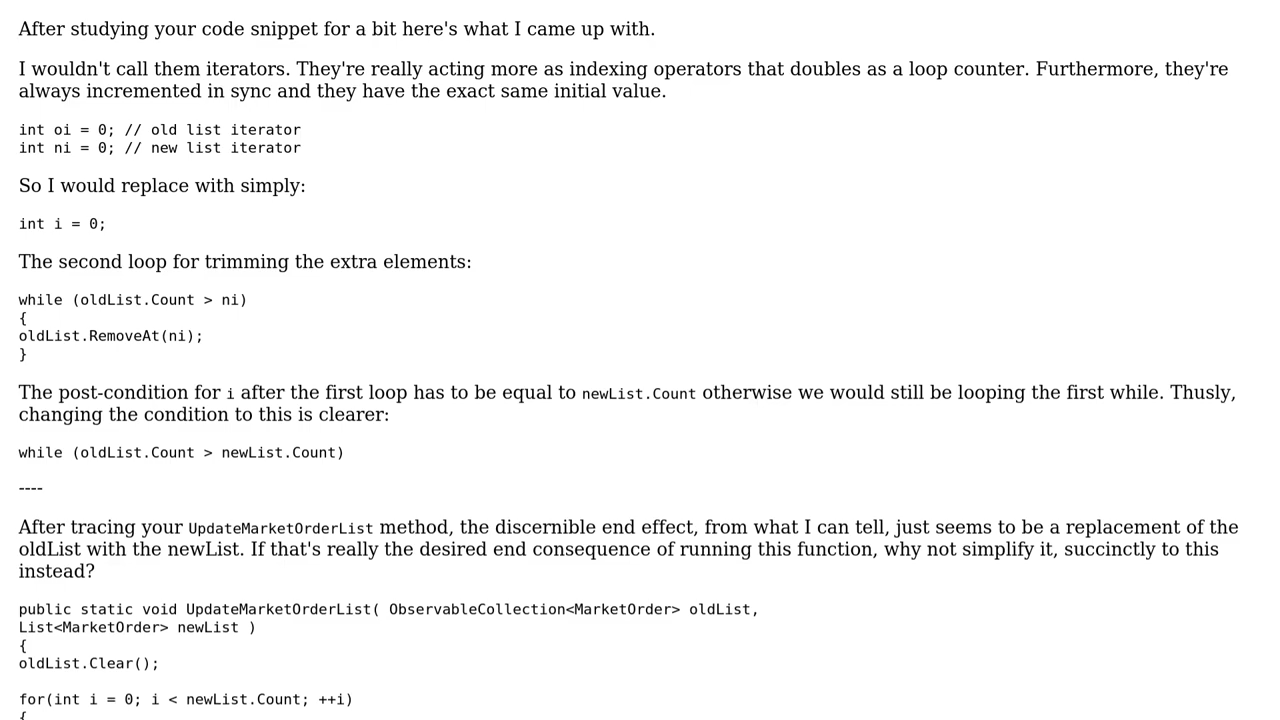 After studying your code snippet for a bit here's what I came up with.
I wouldn't call them iterators. They're really acting more as indexing operators that doubles as a loop counter. Furthermore, they're
always incremented in sync and they have the exact same initial value.
int oi = 0; // old list iterator
int ni = 0; // new list iterator
So I would replace with simply:
int i = 0;
The second loop for trimming the extra elements:
while (oldList.Count > ni)
{
oldList.RemoveAt(ni);
}
The post-condition for i after the first loop has to be equal to newList.Count otherwise we would still be looping the first while. Thusly,
changing the condition to this is clearer:
while (oldList.Count > newList.Count)
----
After tracing your UpdateMarketOrderList method, the discernible end effect, from what I can tell, just seems to be a replacement of the
oldList with the newList. If that's really the desired end consequence of running this function, why not simplify it, succinctly to this
instead?
public static void UpdateMarketOrderList( ObservableCollection<MarketOrder> oldList,
List<MarketOrder> newList )
{
oldList.Clear();
for(int i = 0; i < newList.Count; ++i)
{